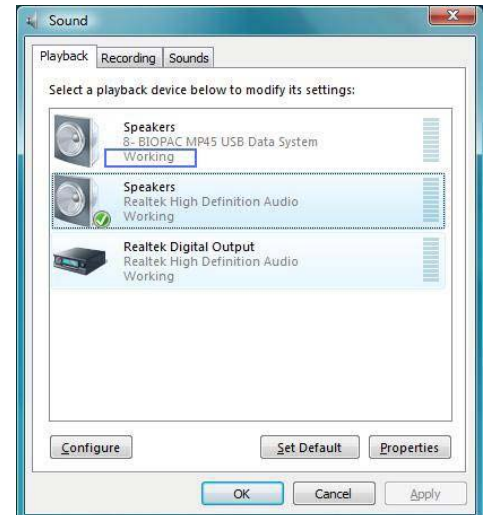 Sound
Playback Recording Sounds
Select a playback device below to modify its settings:
Speakers
8- BIOPAC MP45 USB Data System
Working
Speakers
Realtek High Definition Audio
Working
Realtek Digital Output
Realtek High Definition Audio
Working
Configure Set Default Properties
OK Cancel Apply